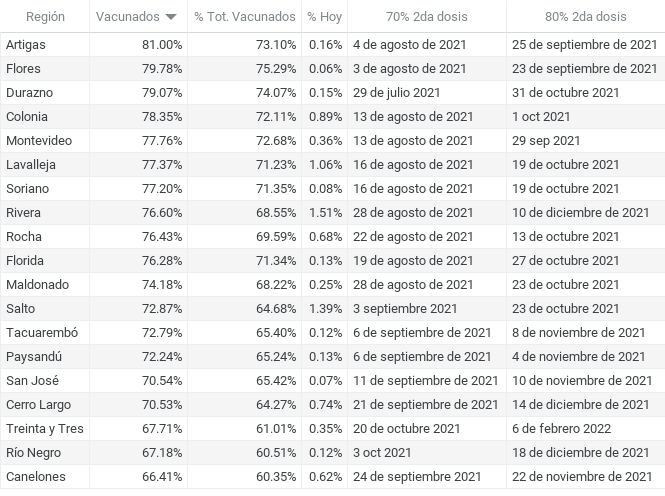 Región Vacunados % Tot. Vacunados % Hoy 70% 2da dosis 80% 2da dosis
Artigas 81.00% 73.10% 0.16% 4 de agosto de 2021 25 de septiembre de 2021
Flores 79.78% 75.29% 0.06% 3 de agosto de 2021 23 de septiembre de 2021
Durazno 79.07% 74.07% 0.15% 29 de julio 2021 31 de octubre 2021
Colonia 78.35% 72.11% 0.89% 13 de agosto de 2021 1 oct 2021
Montevideo 77.76% 72.68% 0.36% 13 de agosto de 2021 29 sep 2021
Lavalleja 77.37% 71.23% 1.06% 16 de agosto de 2021 19 de octubre 2021
Soriano 77.20% 71.35% 0.08% 16 de agosto de 2021 19 de octubre 2021
Rivera 76.60% 68.55% 1.51% 28 de agosto de 2021 10 de diciembre de 2021
Rocha 76.43% 69.59% 0.68% 22 de agosto de 2021 13 de octubre 2021
Florida 76.28% 71.34% 0.13% 19 de agosto de 2021 27 de octubre 2021
Maldonado 74.18% 68.22% 0.25% 28 de agosto de 2021 23 de octubre 2021
Salto 72.87% 64.68% 1.39% 3 septiembre 2021 23 de octubre 2021
Tacuarembó 72.79% 65.40% 0.12% 6 de septiembre de 2021 8 de noviembre de 2021
Paysandú 72.24% 65.24% 0.13% 6 de septiembre de 2021 4 de noviembre de 2021
San José 70.54% 65.42% 0.07% 11 de septiembre de 2021 10 de noviembre de 2021
Cerro Largo 70.53% 64.27% 0.74% 21 de septiembre de 2021 14 de diciembre de 2021
Treinta y Tres 67.71% 61.01% 0.35% 20 de octubre 2021 6 de febrero 2022
Río Negro 67.18% 60.51% 0.12% 3 oct 2021 18 de diciembre de 2021
Canelones 66.41% 60.35% 0.62% 24 de septiembre 2021 22 de noviembre de 2021